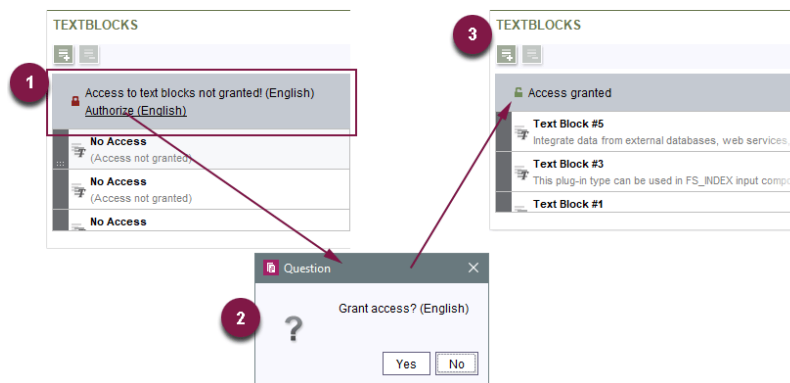 TEXTBLOCKS
1
Access to text blocks not granted! (English)
Authorize (English)
No Access
(Access not granted)
No Access
(Access not granted)
No Access
2
Question
Grant access? (English)
?
Yes
No
3
TEXTBLOCKS
Access granted
Text Block #5
Integrate data from external databases, web services,
Text Block #3
This plug-in type can be used in FS_INDEX input
Text Block #1